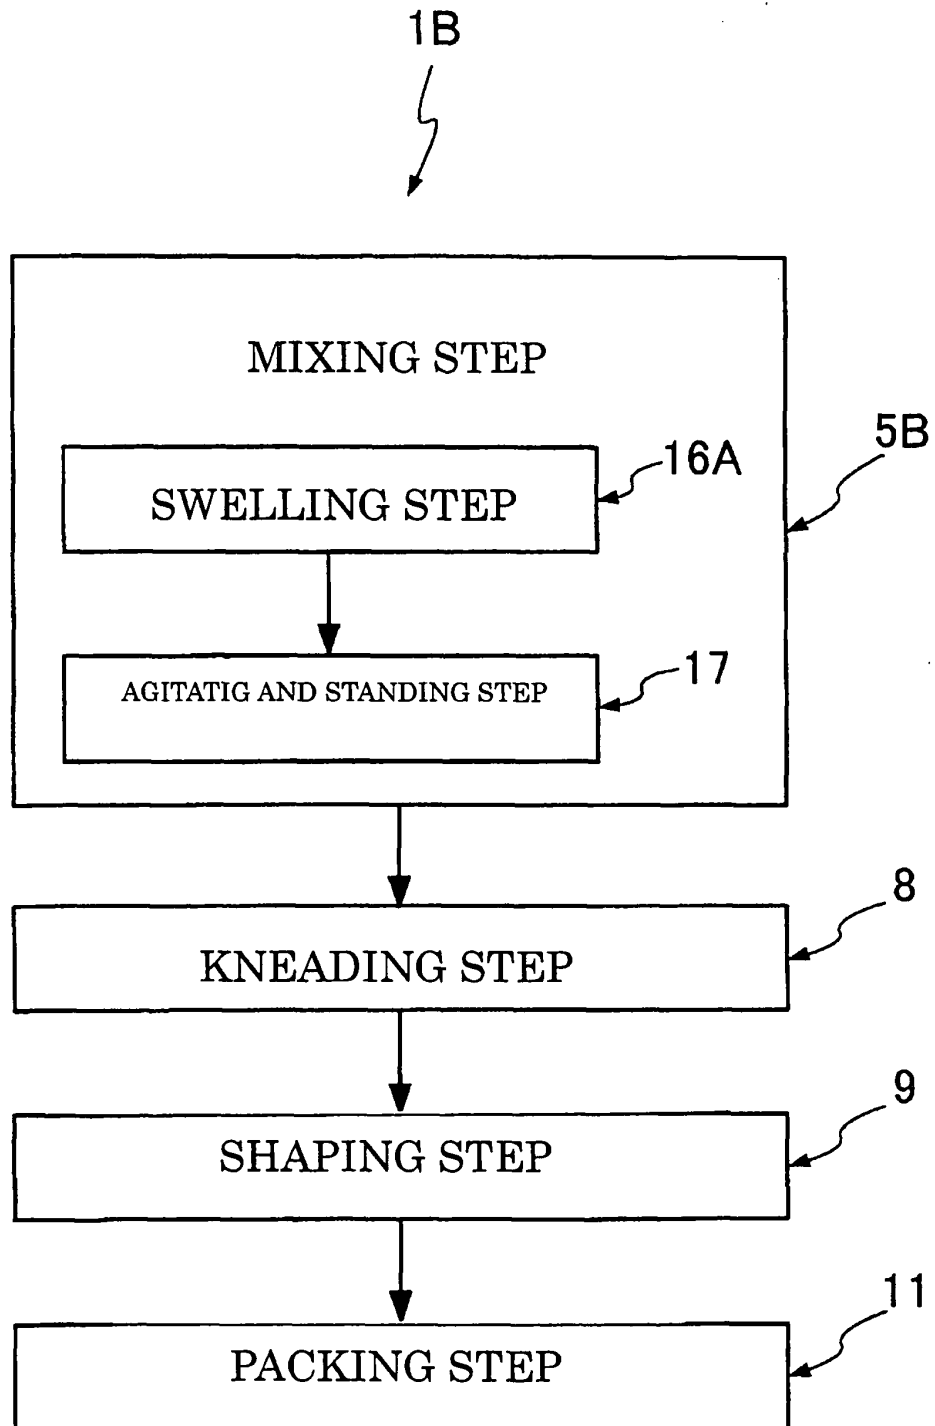 1B
MIXING STEP
5B
SWELLING STEP
16A
AGITATIG AND STANDING STEP
17
KNEADING STEP
8
SHAPING STEP
9
PACKING STEP
11